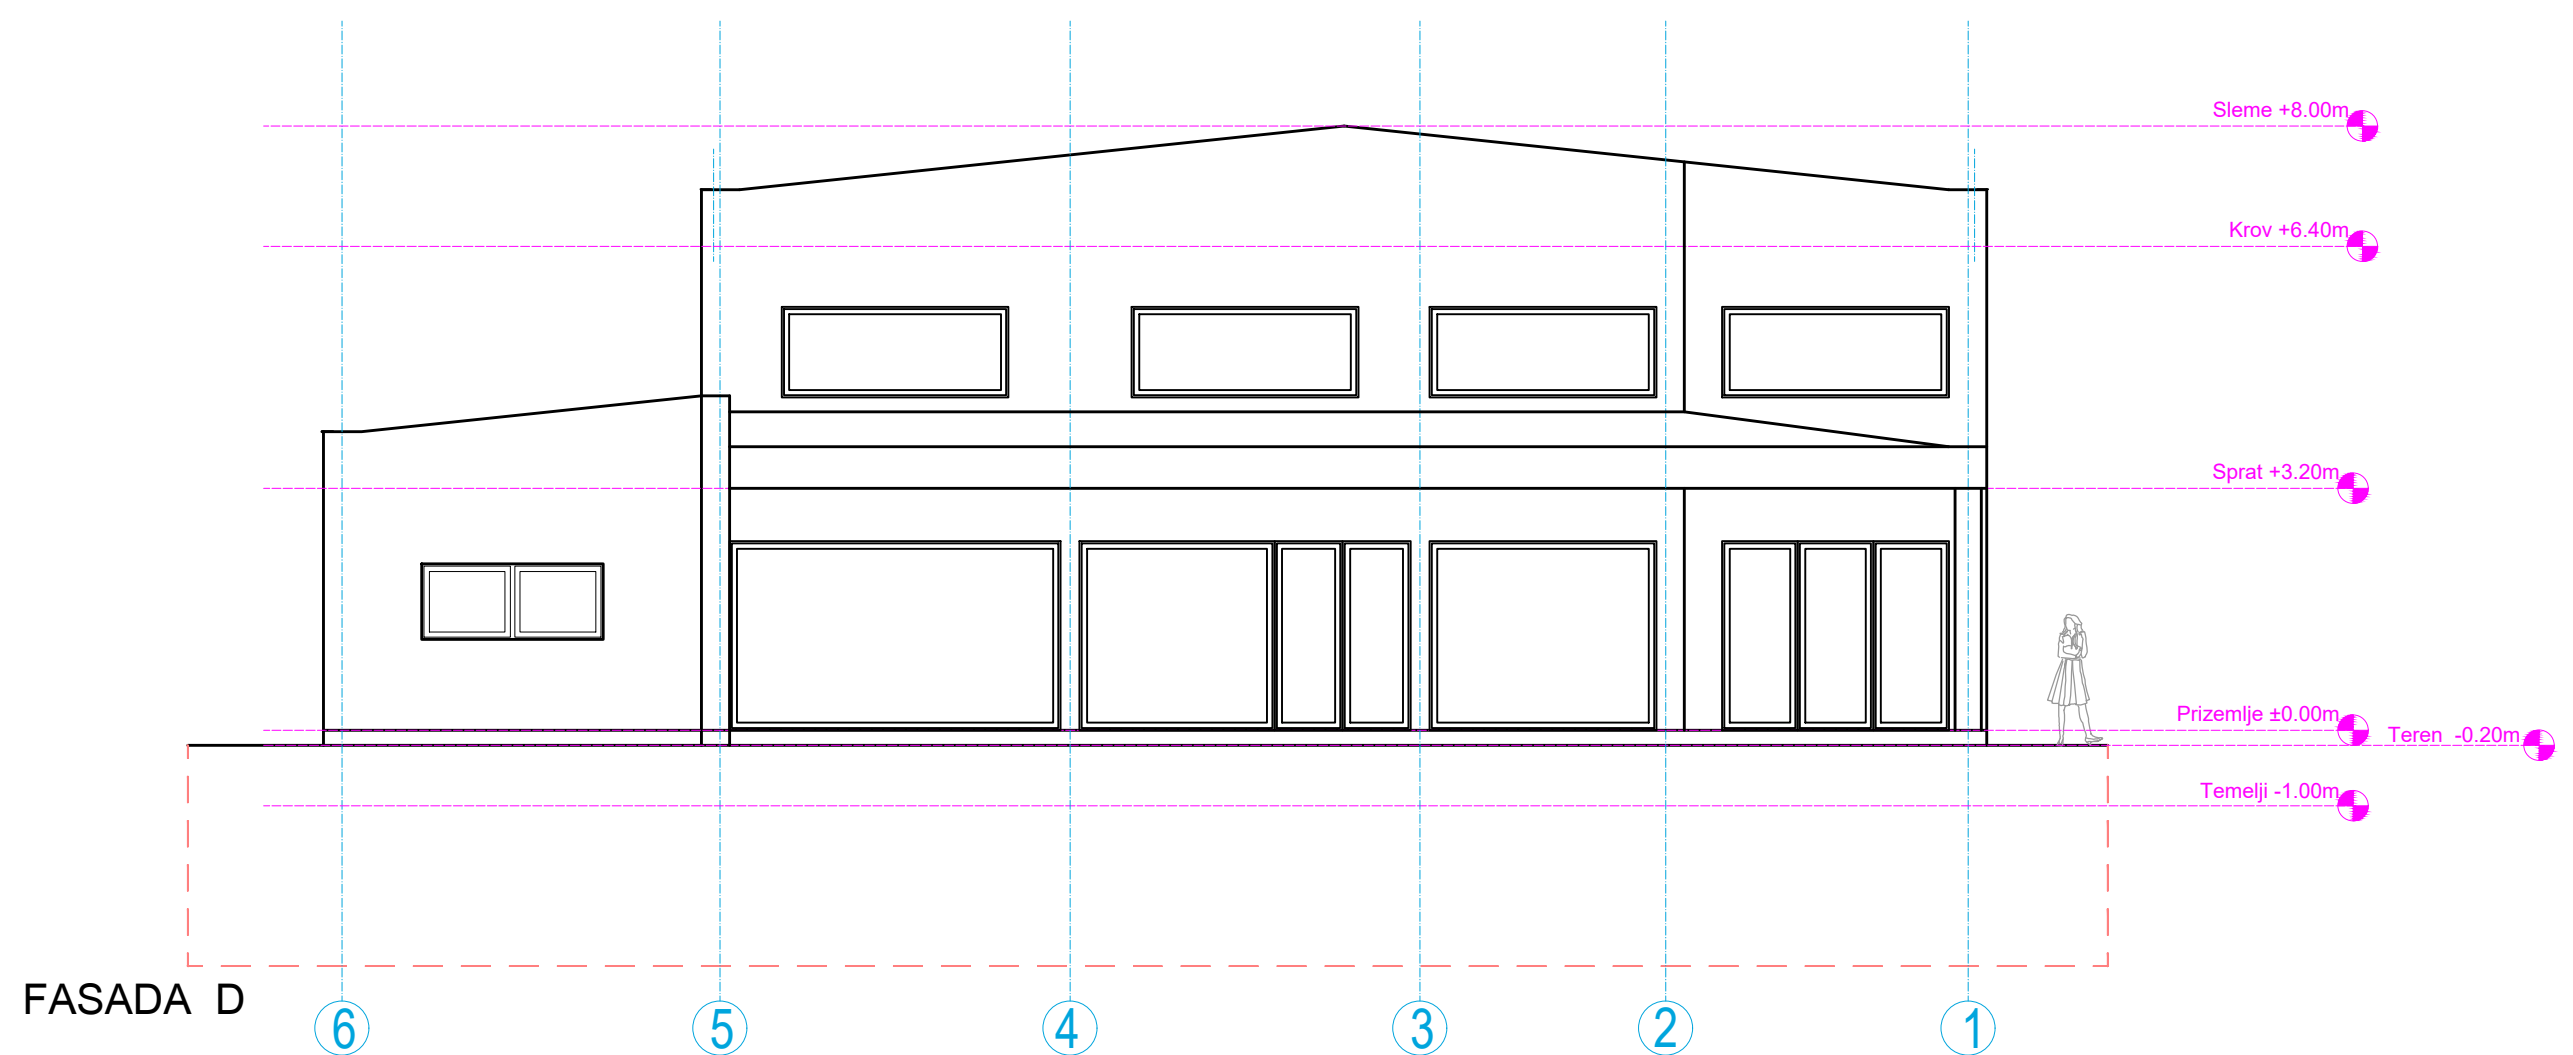 Sleme +8.00m
Krov +6.40m
Sprat +3.20m
Prizemlje ±0.00m
Teren -0.20m
Temelji -1.00m
FASADA D
6 5 4 3 2 1